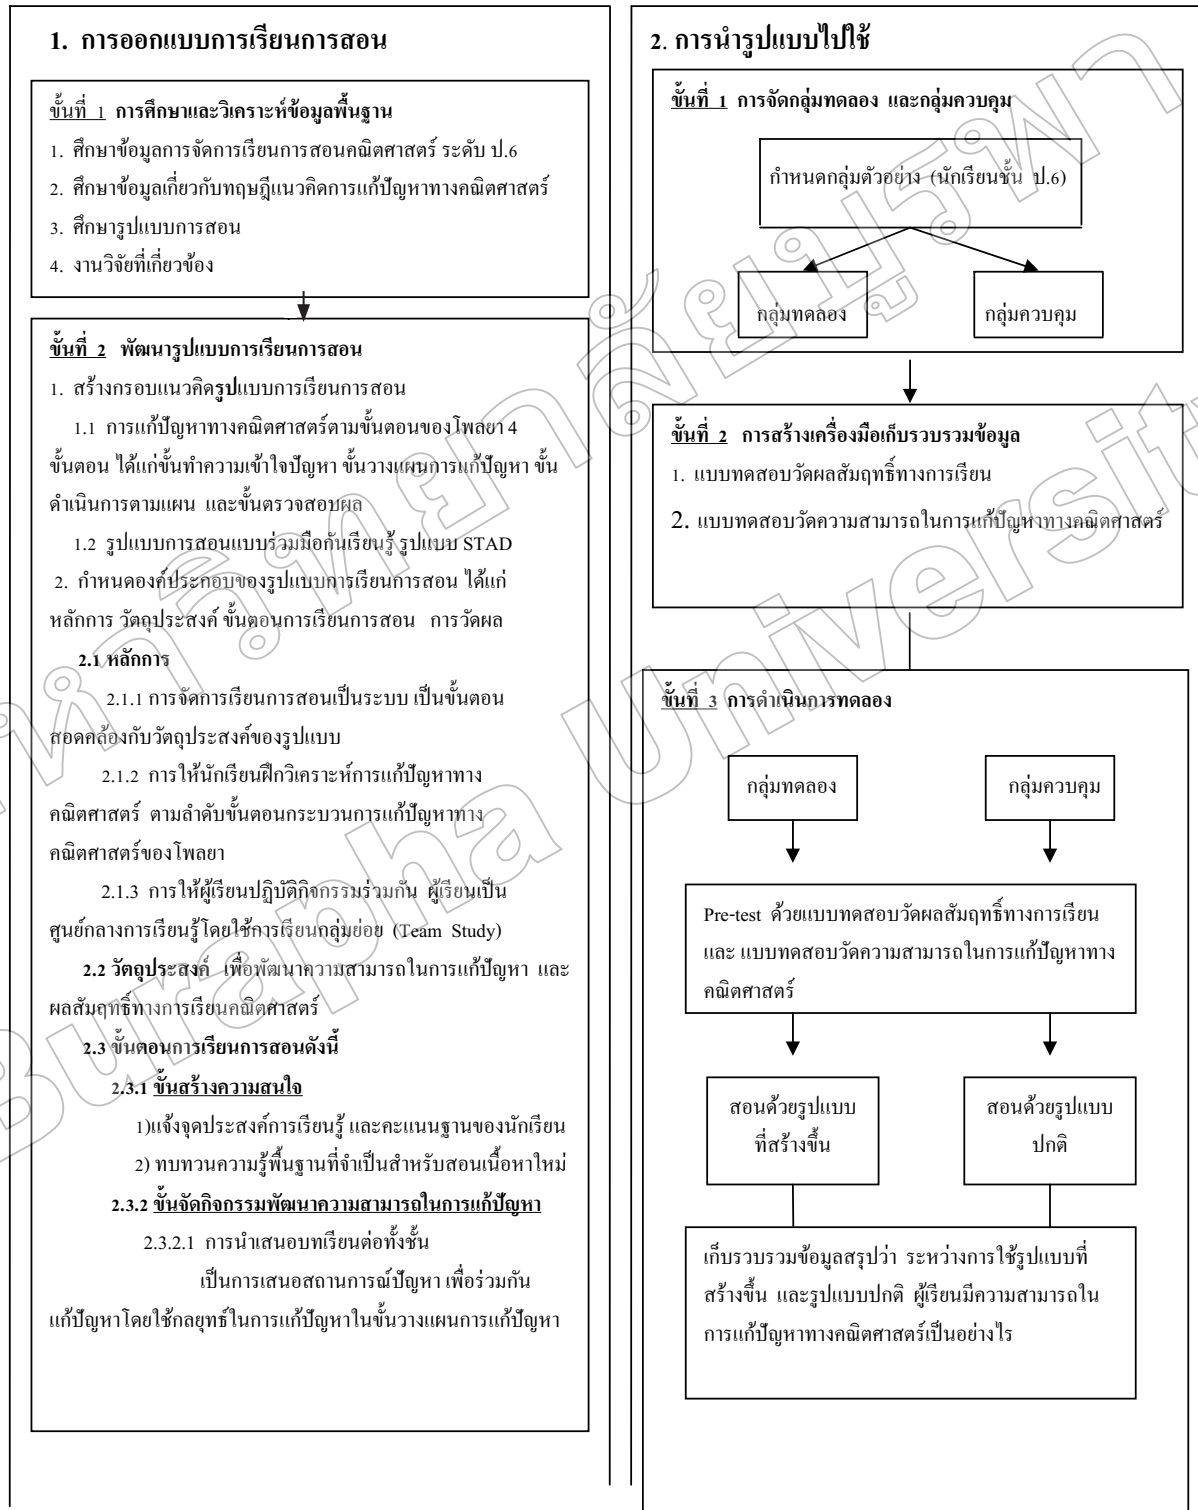 1. การออกแบบการเรียนการสอน
ขั้นที่ 1 การศึกษาและวิเคราะห์ข้อมูลพื้นฐาน
1. ศึกษาข้อมูลการจัดการเรียนการสอนคณิตศาสตร์ ระดับ ป.6
2. ศึกษาข้อมูลเกี่ยวกับทฤษฎีแนวคิดการแก้ปัญหาทางคณิตศาสตร์
3. ศึกษารูปแบบการสอน
4. งานวิจัยที่เกี่ยวข้อง
ขั้นที่ 2 พัฒนารูปแบบการเรียนการสอน
1. สร้างกรอบแนวคิดรูปแบบการเรียนการสอน
1.1 การแก้ปัญหาทางคณิตศาสตร์ตามขั้นตอนของโพลยา 4
ขั้นตอน ได้แก่ขั้นทำความเข้าใจปัญหา ขั้นวางแผนการแก้ปัญหา ขั้น
ดำเนินการตามแผน และขั้นตรวจสอบผล
1.2 รูปแบบการสอนแบบร่วมมือกันเรียนรู้ รูปแบบ STAD
2. กำหนดองค์ประกอบของรูปแบบการเรียนการสอน ได้แก่
หลักการ วัตถุประสงค์ ขั้นตอนการเรียนการสอน การวัดผล
2.1 หลักการ
2.1.1 การจัดการเรียนการสอนเป็นระบบ เป็นขั้นตอน
สอดคล้องกับวัตถุประสงค์ของรูปแบบ
2.1.2 การให้นักเรียนฝึกวิเคราะห์การแก้ปัญหาทาง
คณิตศาสตร์ ตามลำดับขั้นตอนกระบวนการแก้ปัญหาทาง
คณิตศาสตร์ของโพลยา
2.1.3 การให้ผู้เรียนปฏิบัติกิจกรรมร่วมกัน ผู้เรียนเป็น
ศูนย์กลางการเรียนรู้โดยใช้การเรียนกลุ่มย่อย (Team Study)
2.2 วัตถุประสงค์ เพื่อพัฒนาความสามารถในการแก้ปัญหา และ
ผลสัมฤทธิ์ทางการเรียนคณิตศาสตร์
2.3 ขั้นตอนการเรียนการสอนดังนี้
2.3.1 ขั้นสร้างความสนใจ
1)แจ้งจุดประสงค์การเรียนรู้ และคะแนนฐานของนักเรียน
2) ทบทวนความรู้พื้นฐานที่จำเป็นสำหรับสอนเนื้อหาใหม่
2.3.2 ขั้นจัดกิจกรรมพัฒนาความสามารถในการแก้ปัญหา
2.3.2.1 การนำเสนอบทเรียนต่อทั้งชั้น
เป็นการเสนอสถานการณ์ปัญหา เพื่อร่วมกัน
แก้ปัญหาโดยใช้กลยุทธ์ในการแก้ปัญหาในขั้นวางแผนการแก้ปัญหา
2. การนำรูปแบบไปใช้
ขั้นที่ 1 การจัดกลุ่มทดลอง และกลุ่มควบคุม
กำหนดกลุ่มตัวอย่าง (นักเรียนชั้น ป.6)
กลุ่มทดลอง
กลุ่มควบคุม
ขั้นที่ 2 การสร้างเครื่องมือเก็บรวบรวมข้อมูล
1. แบบทดสอบวัดผลสัมฤทธิ์ทางการเรียน
2. แบบทดสอบวัดความสามารถในการแก้ปัญหาทางคณิตศาสตร์
ขั้นที่ 3 การดำเนินการทดลอง
กลุ่มทดลอง
กลุ่มควบคุม
Pre-test ด้วยแบบทดสอบวัดผลสัมฤทธิ์ทางการเรียน
และ แบบทดสอบวัดความสามารถในการแก้ปัญหาทาง
คณิตศาสตร์
สอนด้วยรูปแบบ
ที่สร้างขึ้น
สอนด้วยรูปแบบ
ปกติ
เก็บรวบรวมข้อมูลสรุปว่า ระหว่างการใช้รูปแบบที่
สร้างขึ้น และรูปแบบปกติ ผู้เรียนมีความสามารถใน
การแก้ปัญหาทางคณิตศาสตร์เป็นอย่างไร
มหาวิทยาลัยบูรพา
Burapha University